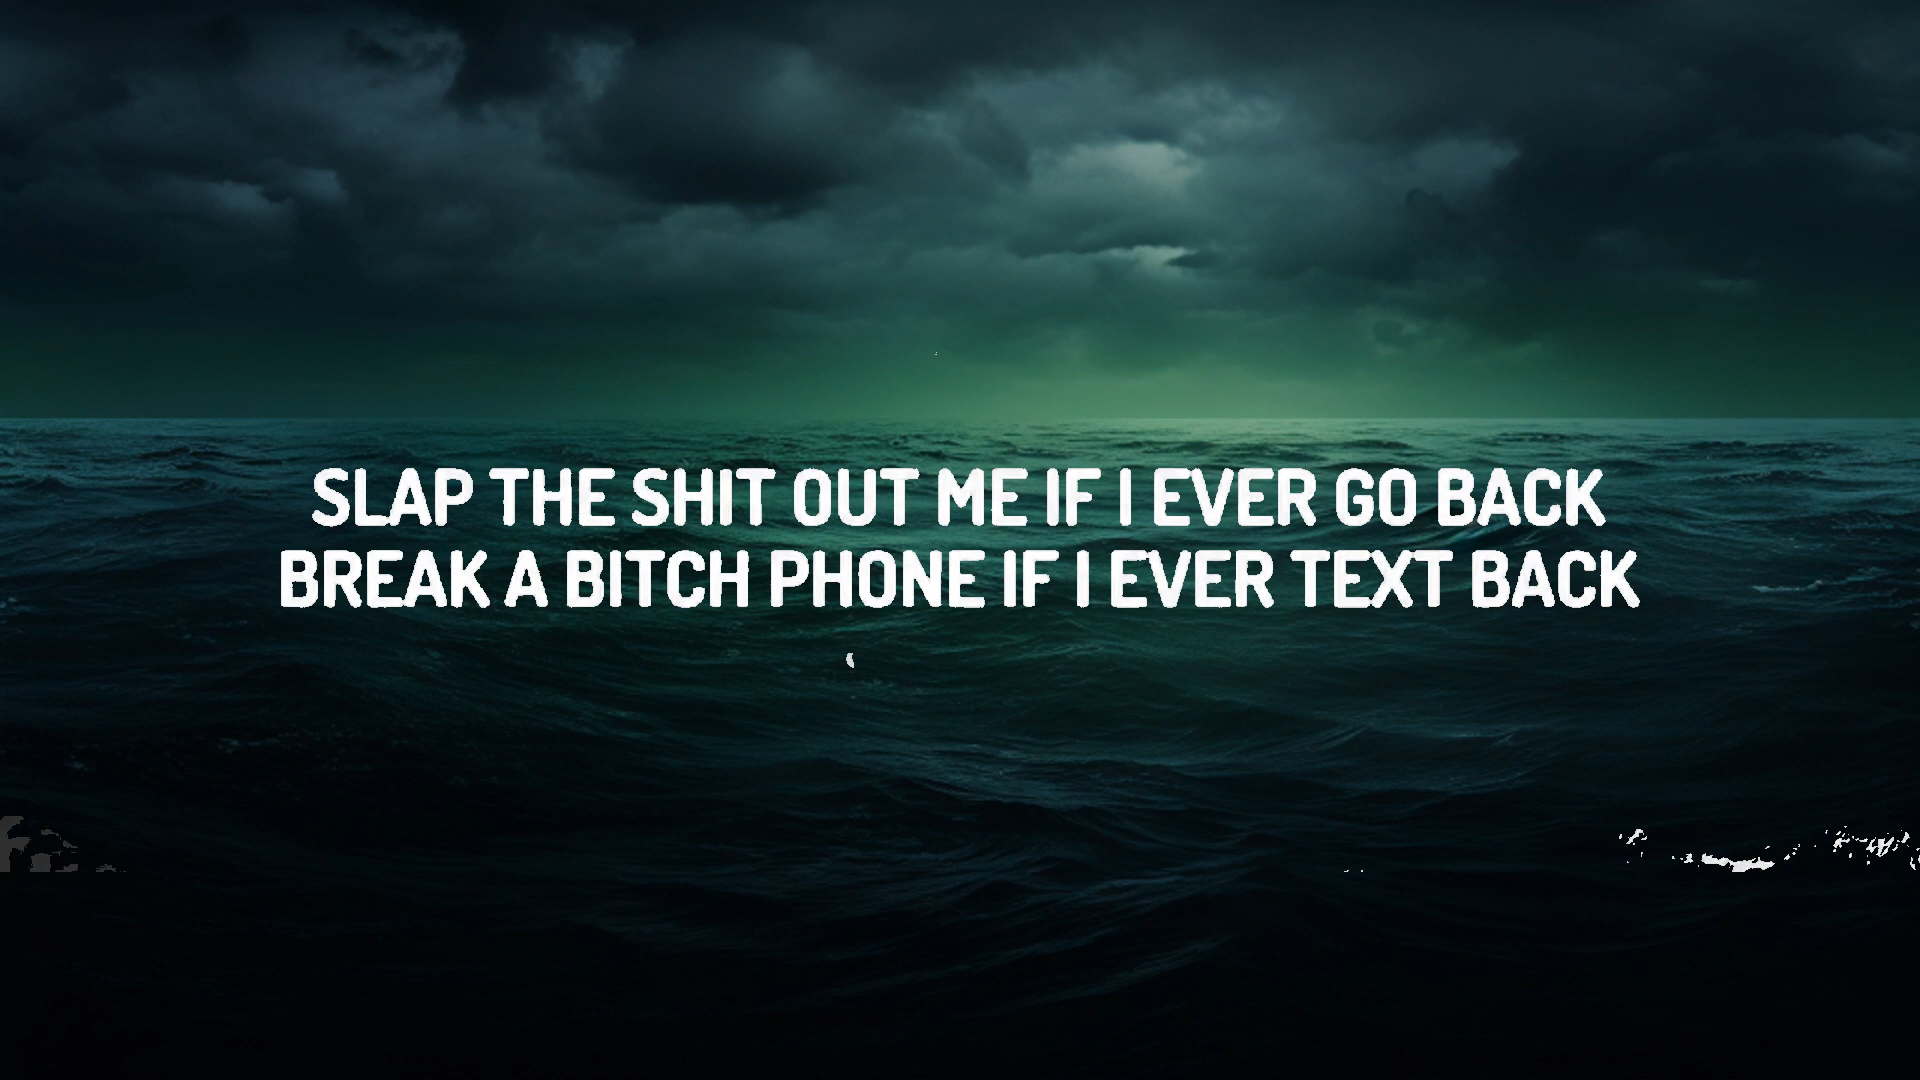 SLAP THE SHIT OUT ME IF I EVER GO BACK
BREAK A BITCH PHONE IF I EVER TEXT BACK